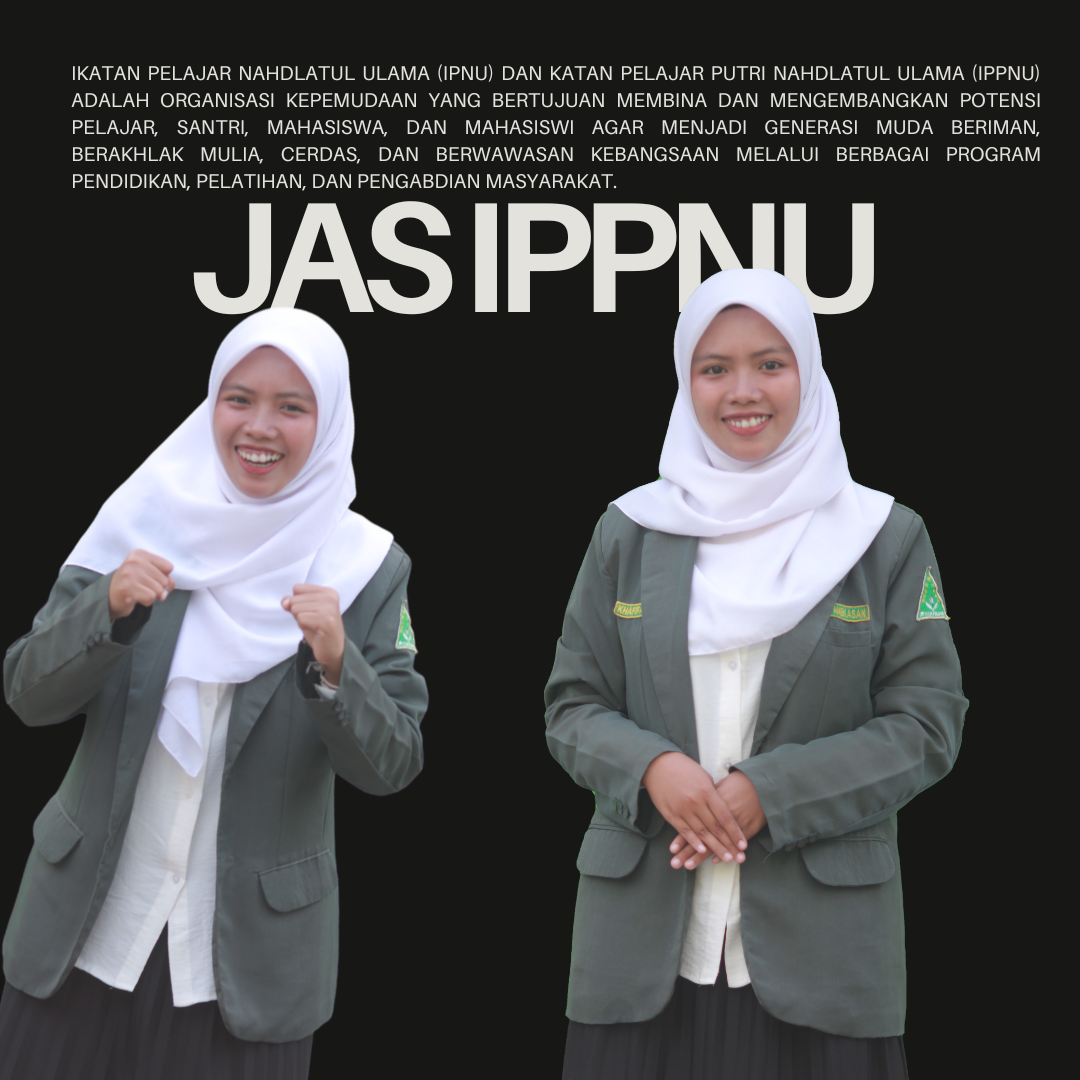 IKATAN PELAJAR NAHDLATUL ULAMA (IPNU) DAN KATAN PELAJAR PUTRI NAHDLATUL ULAMA (IPPNU)
ADALAH ORGANISASI KEPEMUDAAN YANG BERTUJUAN MEMBINA DAN MENGEMBANGKAN POTENSI
PELAJAR, SANTRI, MAHASISWA, DAN MAHASISWI AGAR MENJADI GENERASI MUDA BERIMAN,
BERAKHLAK MULIA, CERDAS, DAN BERWAWASAN KEBANGSAAN MELALUI BERBAGAI PROGRAM
PENDIDIKAN, PELATIHAN, DAN PENGABDIAN MASYARAKAT.
JAS IPPNU